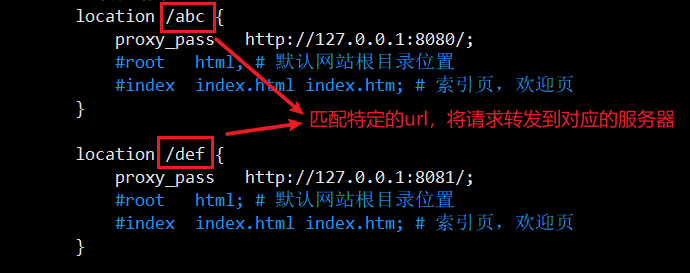 location /abc {
proxy_pass http://127.0.0.1:8080/;
#root html; # 默认网站根目录位置
#index index.html index.htm; # 索引页，欢迎页
}
匹配特定的url，将请求转发到对应的服务器
location /def {
proxy_pass http://127.0.0.1:8081/;
#root html; # 默认网站根目录位置
#index index.html index.htm; # 索引页，欢迎页
}